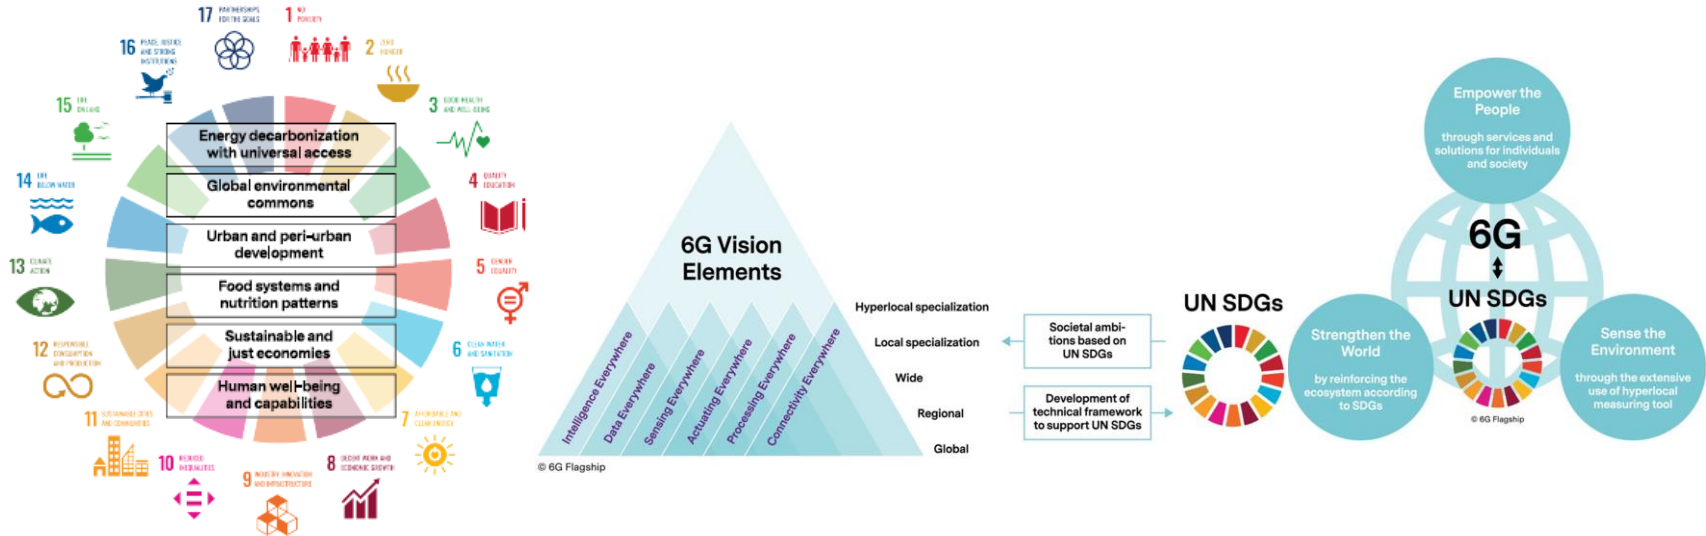 17 PARTNERSHIPS
FOR THE GOALS
1 NO
POVERTY
2 ZERO
HUNGER
3 GOOD HEALTH
AND WELL-BEING
4 QUALITY
EDUCATION
5 GENDER
EQUALITY
6 CLEAN WATER
AND SANITATION
7 AFFORDABLE AND
CLEAN ENERGY
8 DECENT WORK AND
ECONOMIC GROWTH
9 INDUSTRY, INNOVATION
AND INFRASTRUCTURE
10 REDUCED
INEQUALITIES
11 SUSTAINABLE CITIES
AND COMMUNITIES
12 RESPONSIBLE
CONSUMPTION
AND PRODUCTION
13 CLIMATE
ACTION
14 LIFE
BELOW WATER
15 LIFE
ON LAND
16 PEACE, JUSTICE
AND STRONG
INSTITUTIONS
Energy decarbonization
with universal access
Global environmental
commons
Urban and peri-urban
development
Food systems and
nutrition patterns
Sustainable and
just economies
Human well-being
and capabilities
6G Vision
Elements
Intelligence Everywhere
Data Everywhere
Sensing Everywhere
Actuating Everywhere
Processing Everywhere
Connectivity Everywhere
Hyperlocal specialization
Local specialization
Wide
Regional
Global
© 6G Flagship
Societal ambi-
tions based on
UN SDGs
Development of
technical framework
to support UN SDGs
UN SDGs
Empower the
People
through services and
solutions for individuals
and society
6G
UN SDGs
© 6G Flagship
Strengthen the
World
by reinforcing the
ecosystem according
to SDGs
Sense the
Environment
through the extensive
use of hyperlocal
measuring tool